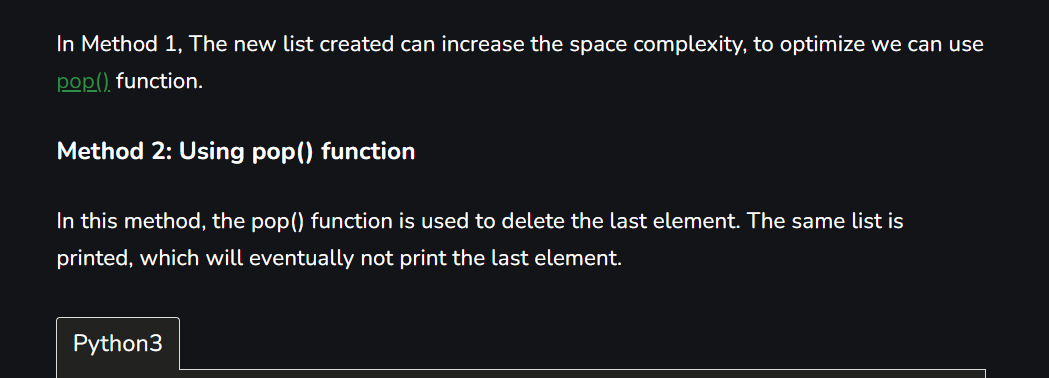 In Method 1, The new list created can increase the space complexity, to optimize we can use
pop() function.
Method 2: Using pop() function
In this method, the pop() function is used to delete the last element. The same list is
printed, which will eventually not print the last element.
Python3